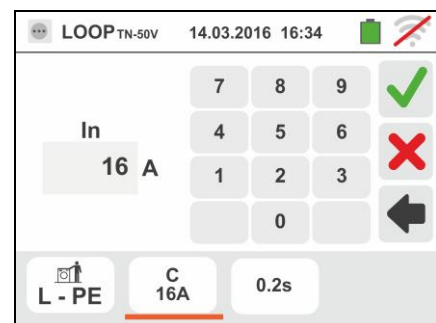 LOOP TN-50V 14.03.2016 16:34
7 8 9
In
4 5 6
16 A
1 2 3
0
L - PE
C
16A
0.2s